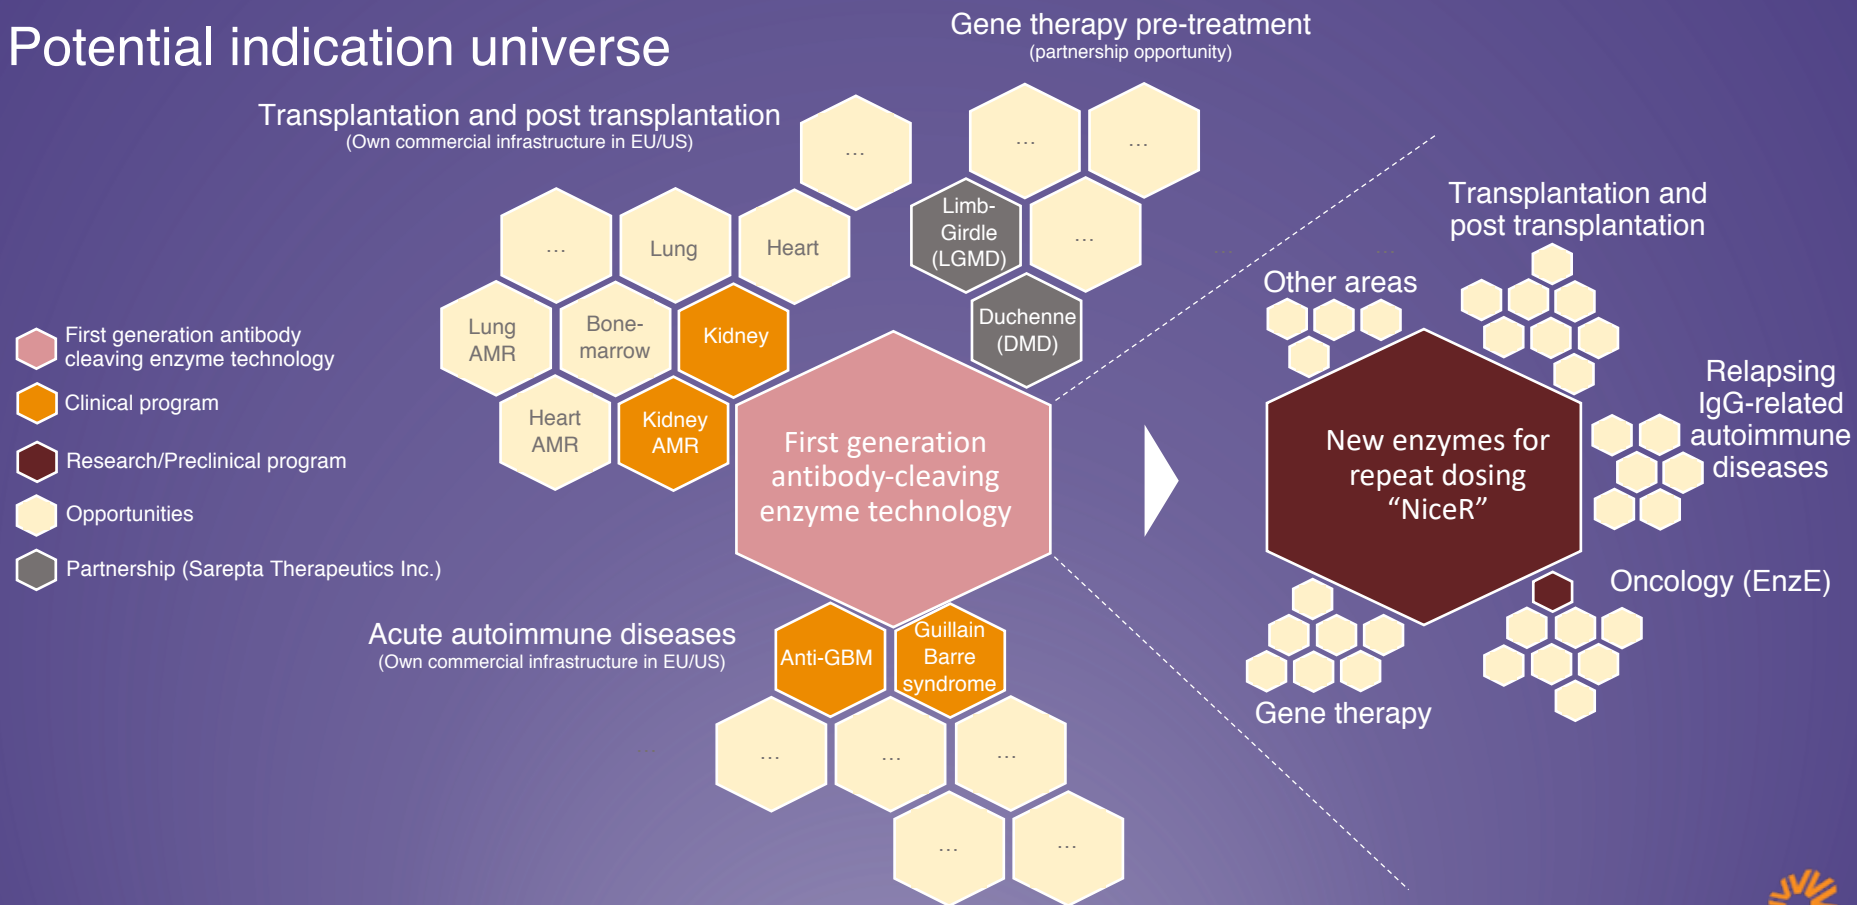 Potential indication universe
Gene therapy pre-treatment
(partnership opportunity)
Transplantation and post transplantation
(Own commercial infrastructure in EU/US)
...
...
...
Limb-
Girdle
(LGMD)
...
...
Lung
Heart
Lung
AMR
Bone-
marrow
Kidney
Duchenne
(DMD)
Heart
AMR
Kidney
AMR
First generation antibody
cleaving enzyme technology
Clinical program
Research/Preclinical program
Opportunities
Partnership (Sarepta Therapeutics Inc.)
First generation
antibody-cleaving
enzyme technology
Acute autoimmune diseases
(Own commercial infrastructure in EU/US)
Anti-GBM
Guillain
Barre
syndrome
...
...
...
...
...
...
...
...
Transplantation and
post transplantation
Other areas
Relapsing
IgG-related
autoimmune
diseases
New enzymes for
repeat dosing
“NiceR”
Oncology (EnzE)
Gene therapy